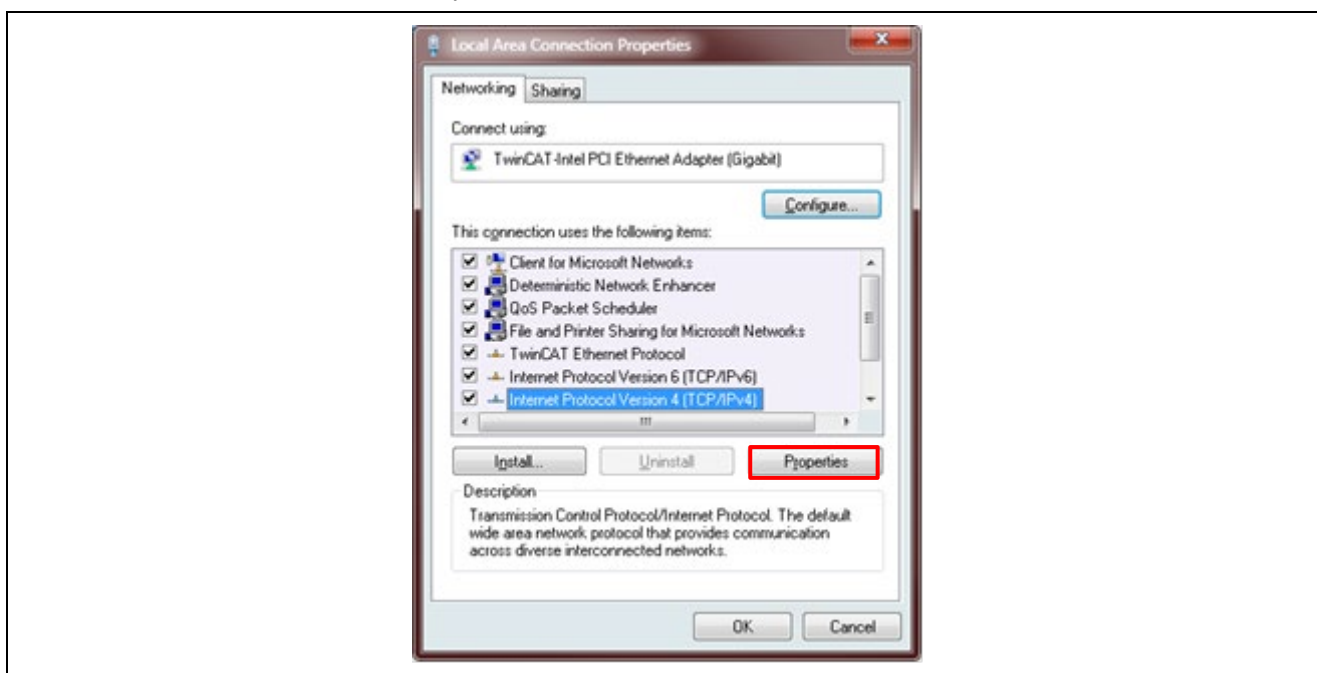 Local Area Connection Properties
Networking Sharing
Connect using:
TwinCAT-Intel PCI Ethernet Adapter (Gigabit)
Configure...
This connection uses the following items:
Client for Microsoft Networks
Deterministic Network Enhancer
QoS Packet Scheduler
File and Printer Sharing for Microsoft Networks
TwinCAT Ethernet Protocol
Internet Protocol Version 6 (TCP/IPv6)
Internet Protocol Version 4 (TCP/IPv4)
Install... Uninstall Properties
Description
Transmission Control Protocol/Internet Protocol. The default
wide area network protocol that provides communication
across diverse interconnected networks.
OK Cancel